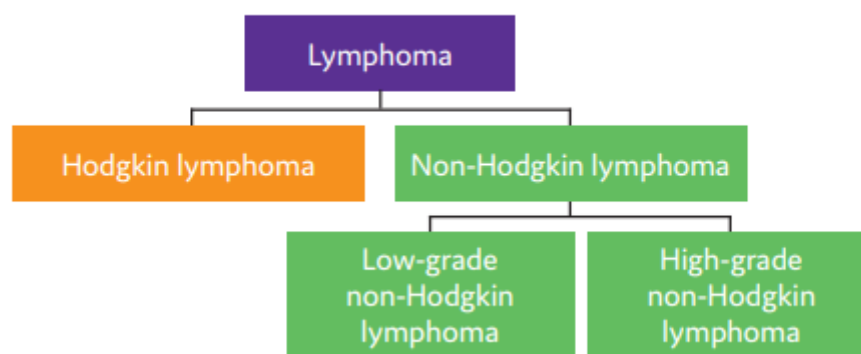 Lymphoma
Hodgkin lymphoma
Non-Hodgkin lymphoma
Low-grade
non-Hodgkin
lymphoma
High-grade
non-Hodgkin
lymphoma